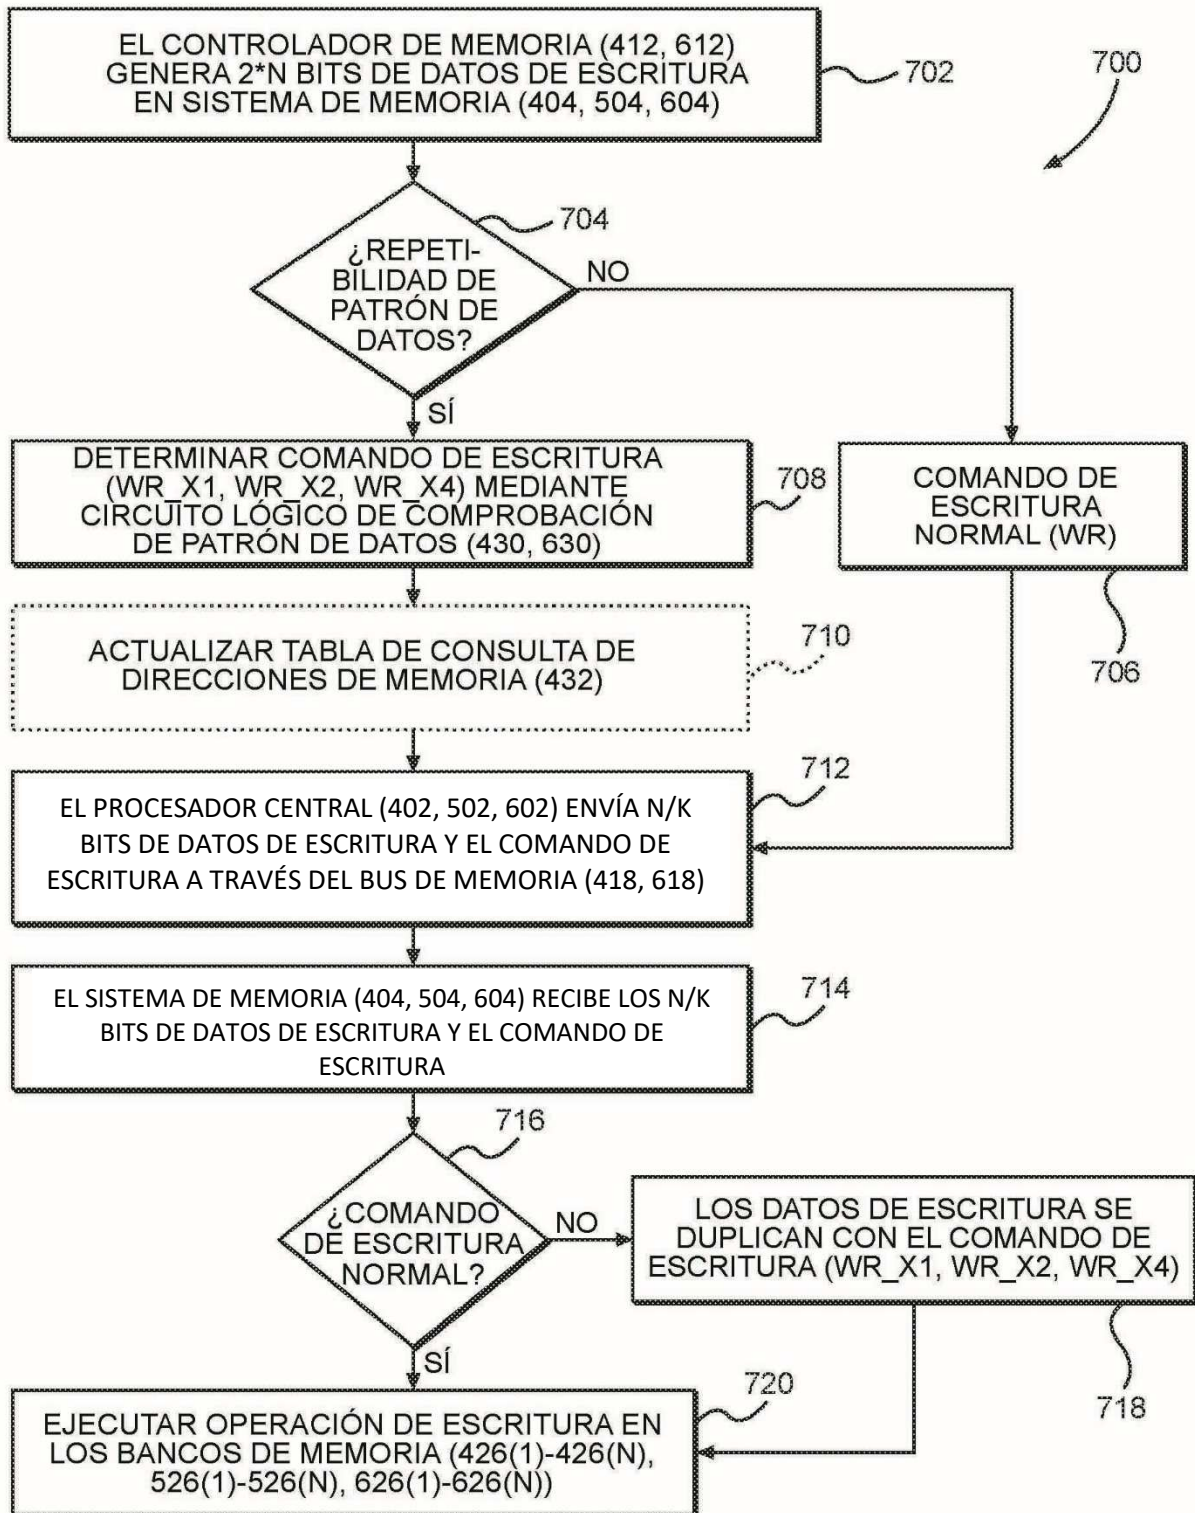 EL CONTROLADOR DE MEMORIA (412, 612)
GENERA 2*N BITS DE DATOS DE ESCRITURA
EN SISTEMA DE MEMORIA (404, 504, 604)
702
700
704
¿REPETI-
BILIDAD DE
PATRÓN DE
DATOS?
NO
SÍ
DETERMINAR COMANDO DE ESCRITURA
(WR_X1, WR_X2, WR_X4) MEDIANTE
CIRCUITO LÓGICO DE COMPROBACIÓN
DE PATRÓN DE DATOS (430, 630)
708
COMANDO DE
ESCRITURA
NORMAL (WR)
706
ACTUALIZAR TABLA DE CONSULTA DE
DIRECCIONES DE MEMORIA (432)
710
EL PROCESADOR CENTRAL (402, 502, 602) ENVÍA N/K
BITS DE DATOS DE ESCRITURA Y EL COMANDO DE
ESCRITURA A TRAVÉS DEL BUS DE MEMORIA (418, 618)
712
EL SISTEMA DE MEMORIA (404, 504, 604) RECIBE LOS N/K
BITS DE DATOS DE ESCRITURA Y EL COMANDO DE
ESCRITURA
714
716
¿COMANDO
DE ESCRITURA
NORMAL?
NO
SÍ
LOS DATOS DE ESCRITURA SE
DUPLICAN CON EL COMANDO DE
ESCRITURA (WR_X1, WR_X2, WR_X4)
718
EJECUTAR OPERACIÓN DE ESCRITURA EN
LOS BANCOS DE MEMORIA (426(1)-426(N),
526(1)-526(N), 626(1)-626(N))
720